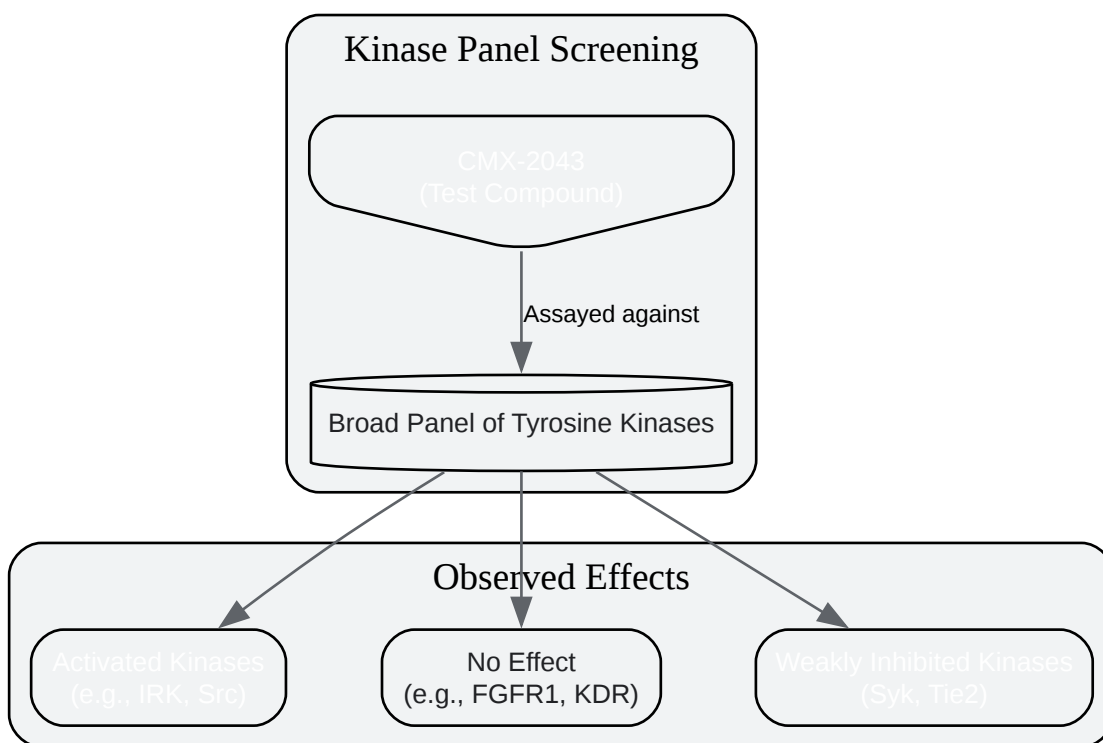 Kinase Panel Screening
CMX-2043
(Test Compound)
Assayed against
Broad Panel of Tyrosine Kinases
Observed Effects
Activated Kinases
(e.g., IRK, Src)
No Effect
(e.g., FGFR1, KDR)
Weakly Inhibited Kinases
(Syk, Tie2)